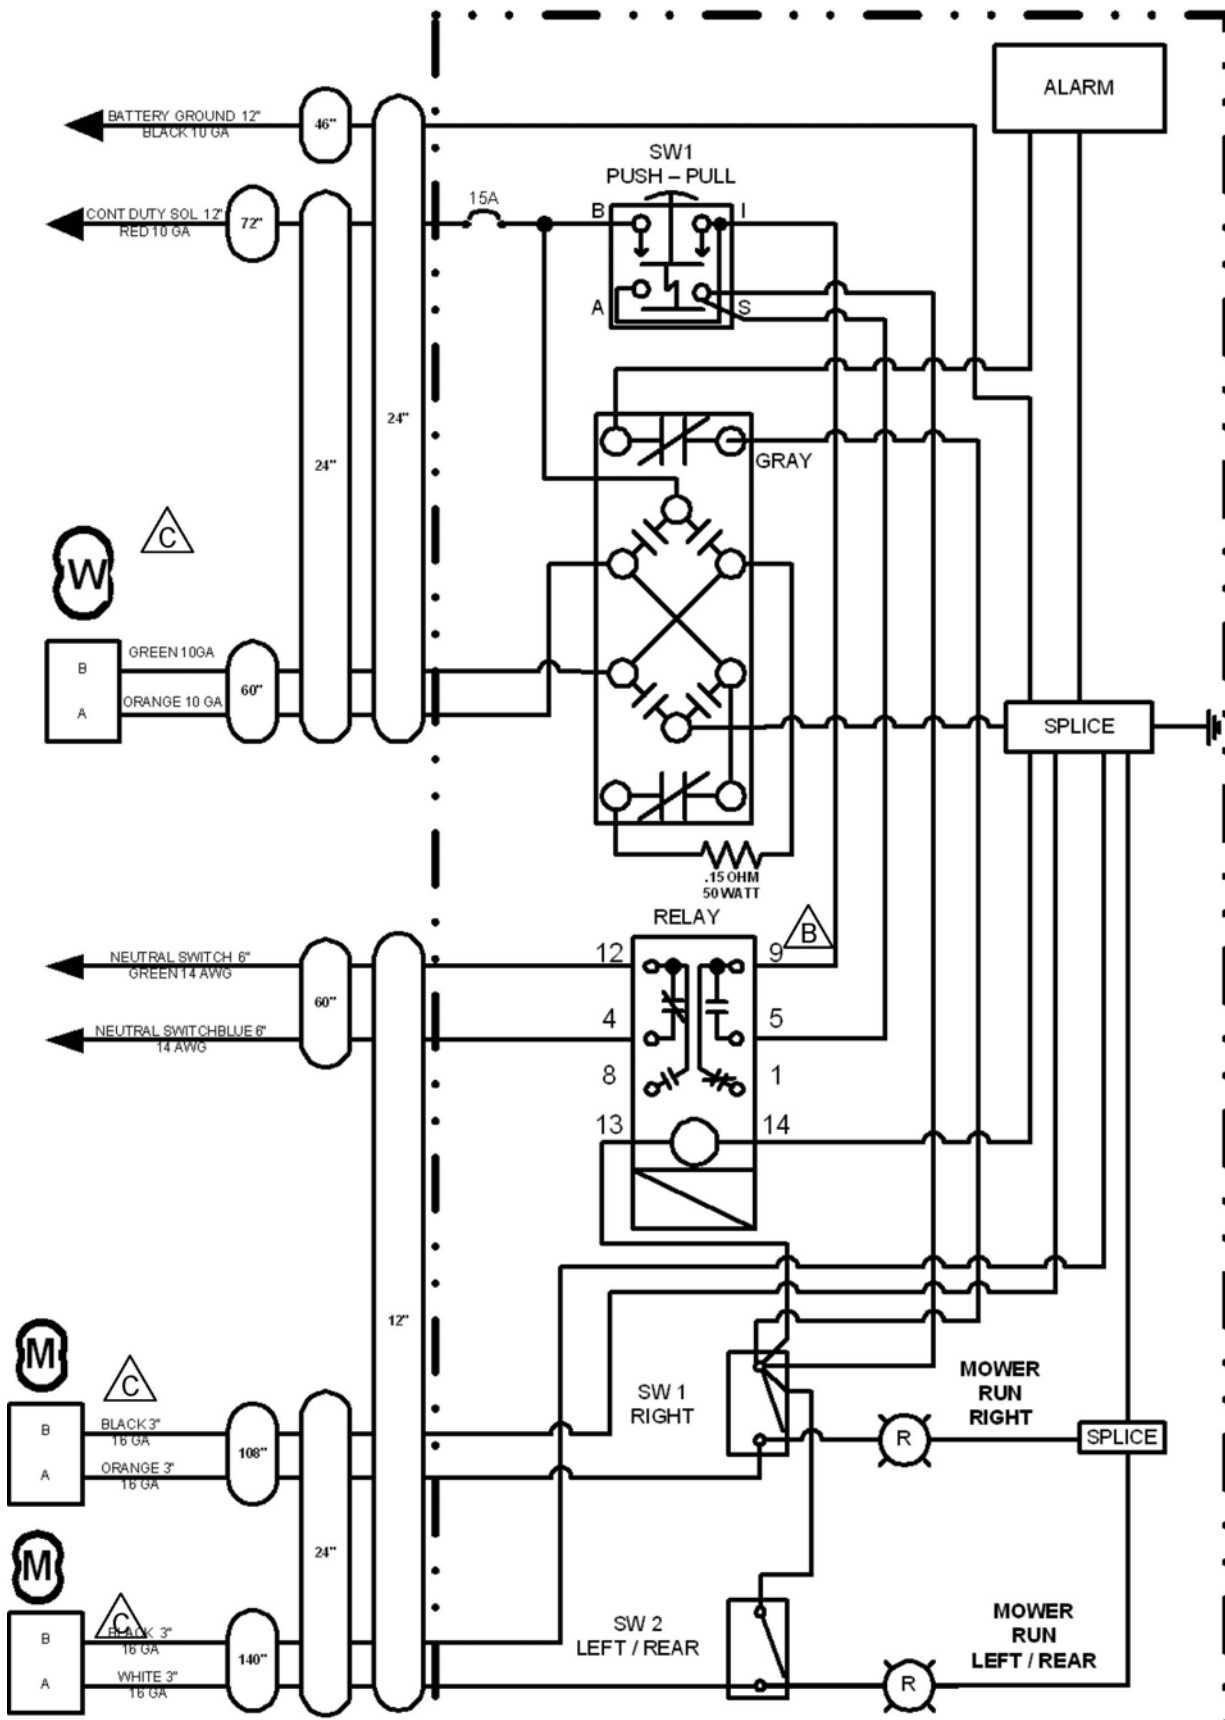 ALARM
BATTERY GROUND 12"
BLACK 10 GA
46"
SW1
PUSH – PULL
CONT DUTY SOL 12"
RED 10 GA
72"
15A
B
I
A
S
24"
24"
GRAY
C
W
B
GREEN 10GA
A
ORANGE 10 GA
60"
SPLICE
.15 OHM
50 WATT
RELAY
B
NEUTRAL SWITCH 6"
GREEN 14 AWG
60"
NEUTRAL SWITCHBLUE 6"
14 AWG
12
9
4
5
8
1
13
14
12"
M
C
SW 1
RIGHT
MOWER
RUN
RIGHT
B
BLACK 3"
16 GA
A
ORANGE 3"
16 GA
108"
R
SPLICE
M
24"
C
B
BLACK 3"
16 GA
A
WHITE 3"
16 GA
140"
SW 2
LEFT / REAR
MOWER
RUN
LEFT / REAR
R